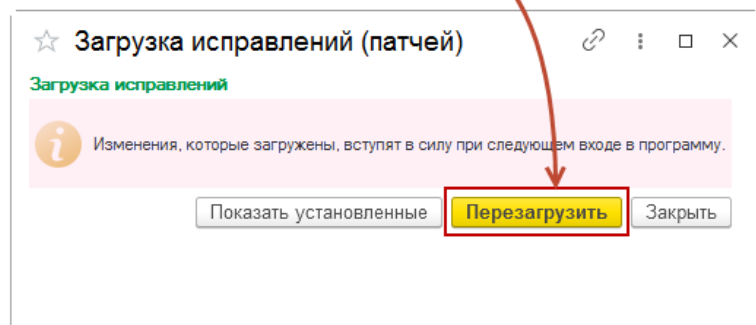 Загрузка исправлений (патчей)
Загрузка исправлений
Изменения, которые загружены, вступят в силу при следующем входе в программу.
Показать установленные Перезагрузить Закрыть